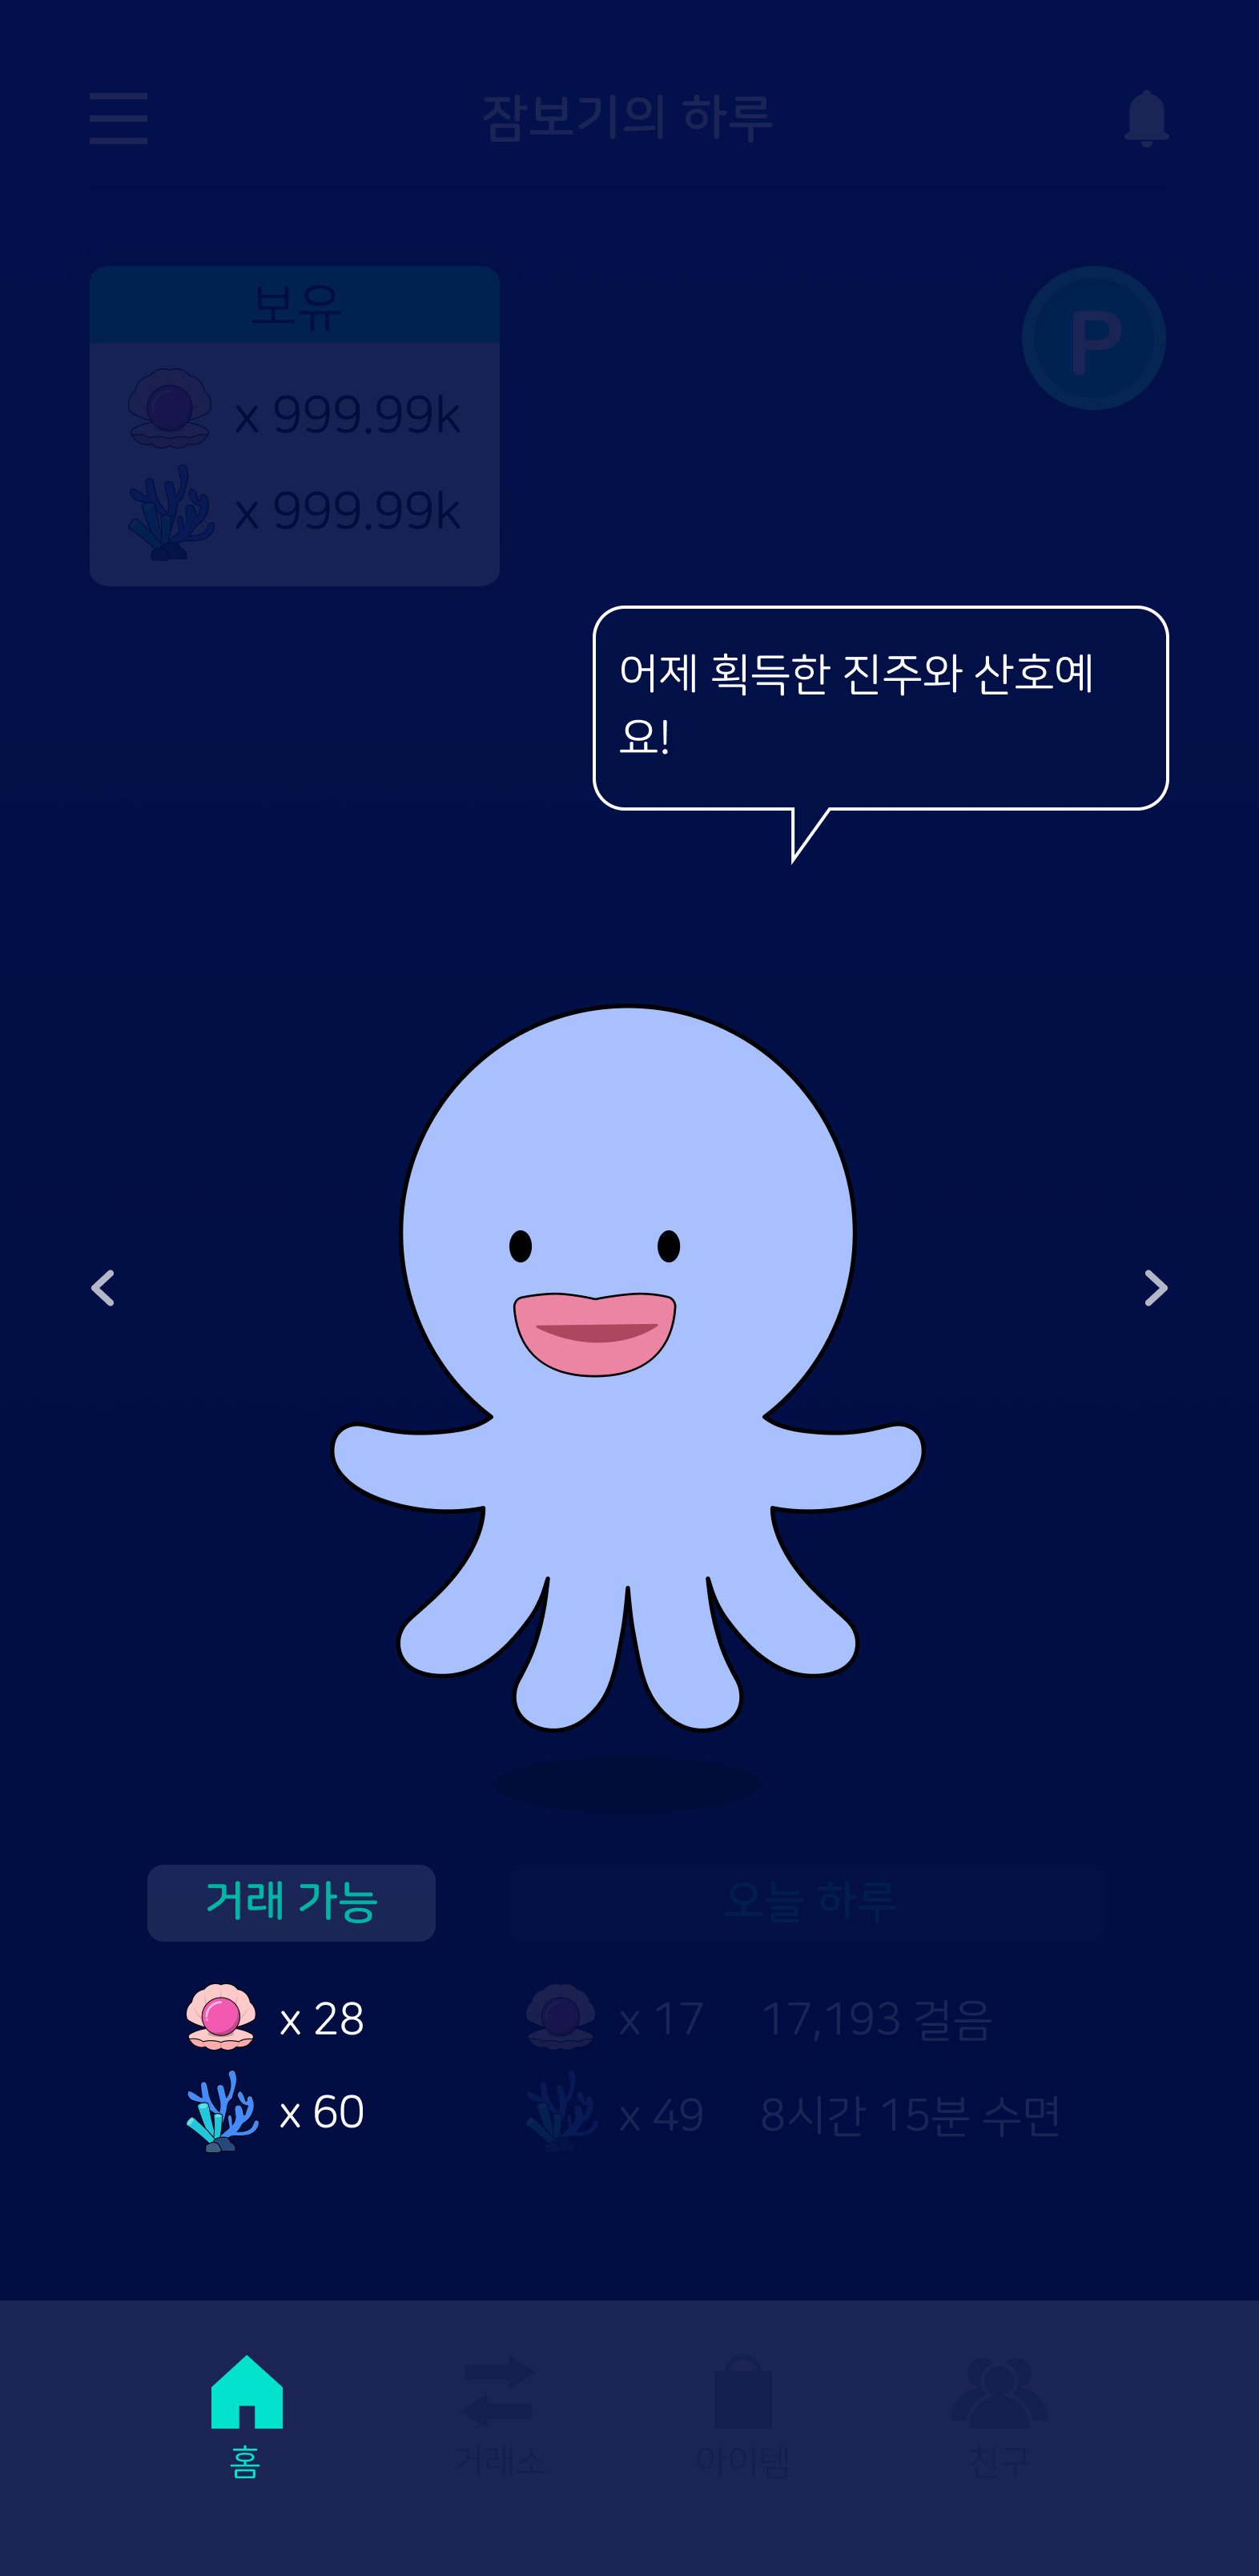 잠보기의 하루
보유
P
x 999.99k
x 999.99k
어제 획득한 진주와 산호예
요!
거래 가능
오늘 하루
x 28
x 17
17,193 걸음
x 60
x 49
8시간 15분 수면
홈
거래소
아이템
친구